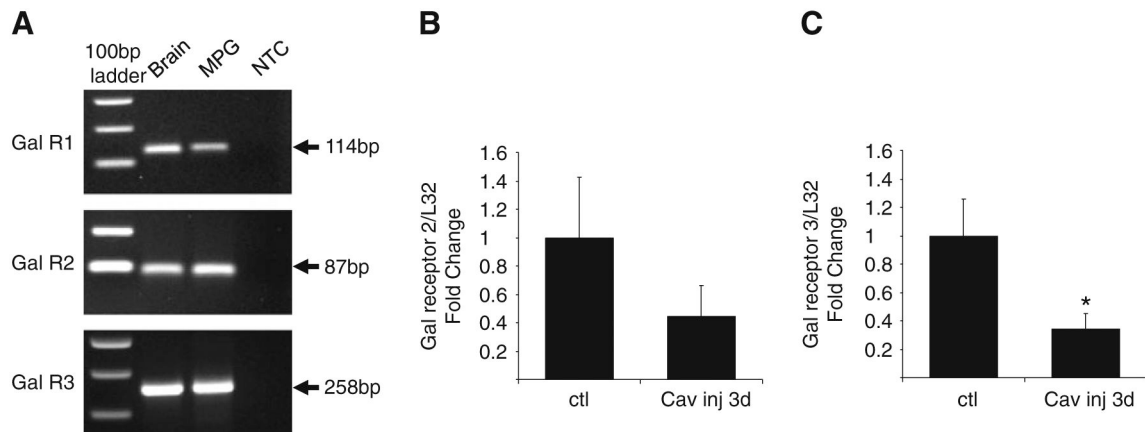 A
100bp
ladder
Brain
MPG
NTC
Gal R1
114bp
Gal R2
87bp
Gal R3
258bp
B
Gal receptor 2/L32
Fold Change
1.6
1.4
1.2
1
0.8
0.6
0.4
0.2
ctl
Cav inj 3d
C
Gal receptor 3/L32
Fold Change
1.6
1.4
1.2
1
0.8
0.6
0.4
0.2
*
ctl
Cav inj 3d